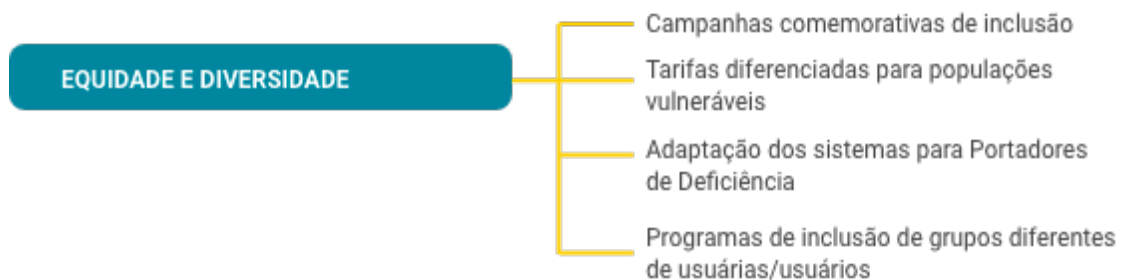 EQUIDADE E DIVERSIDADE
Campanhas comemorativas de inclusão
Tarifas diferenciadas para populações
vulneráveis
Adaptação dos sistemas para Portadores
de Deficiência
Programas de inclusão de grupos diferentes
de usuárias/usuários